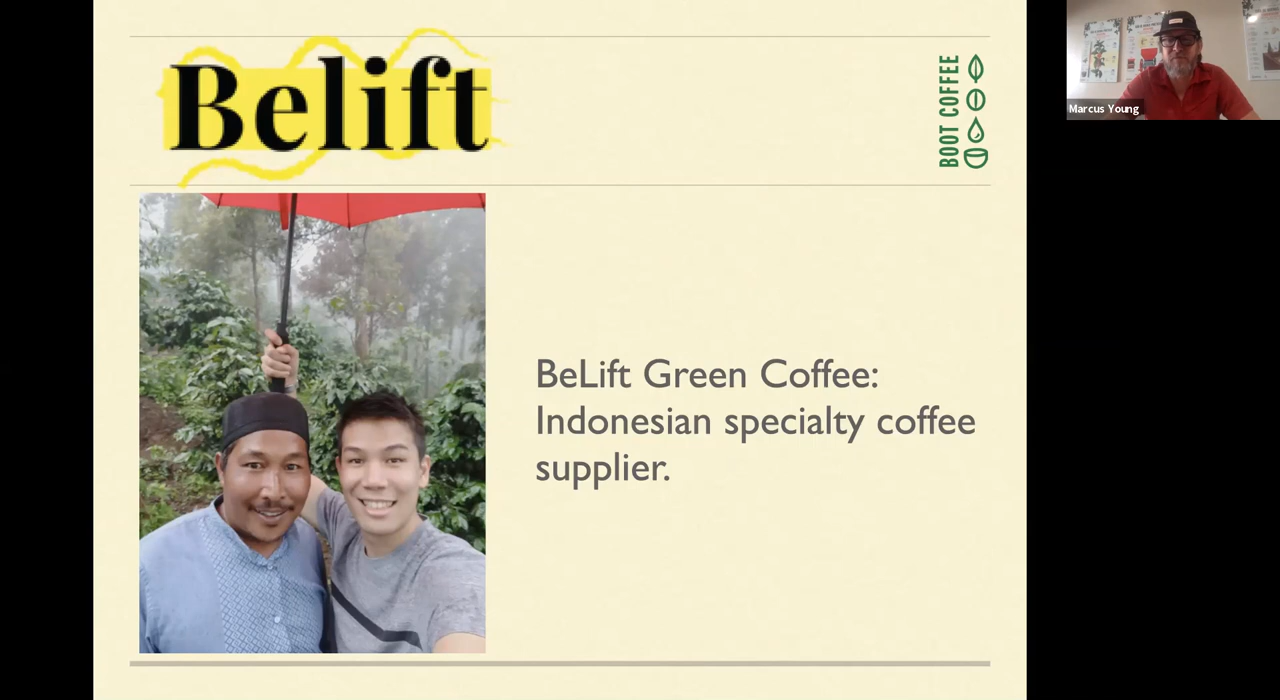 Belift
BOOT COFFEE
BeLift Green Coffee:
Indonesian specialty coffee
supplier.
Marcus Young